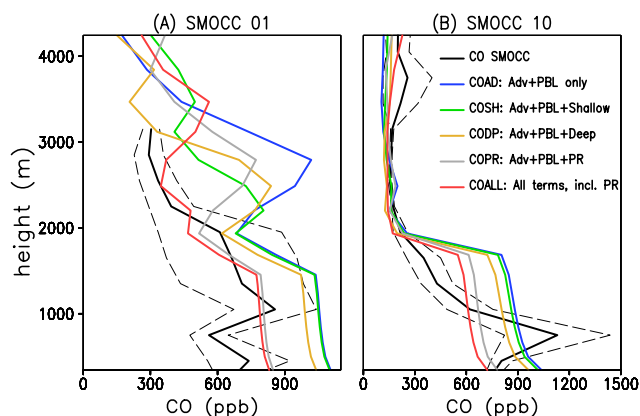 (A) SMOCC 01
(B) SMOCC 10
height (m)
4000
3000
2000
1000
CO SMOCC
COAD: Adv+PBL only
COSH: Adv+PBL+Shallow
CODP: Adv+PBL+Deep
COPR: Adv+PBL+PR
COALL: All terms, incl. PR
0 300 600 900
0 300 600 900 1200 1500
CO (ppb)
CO (ppb)